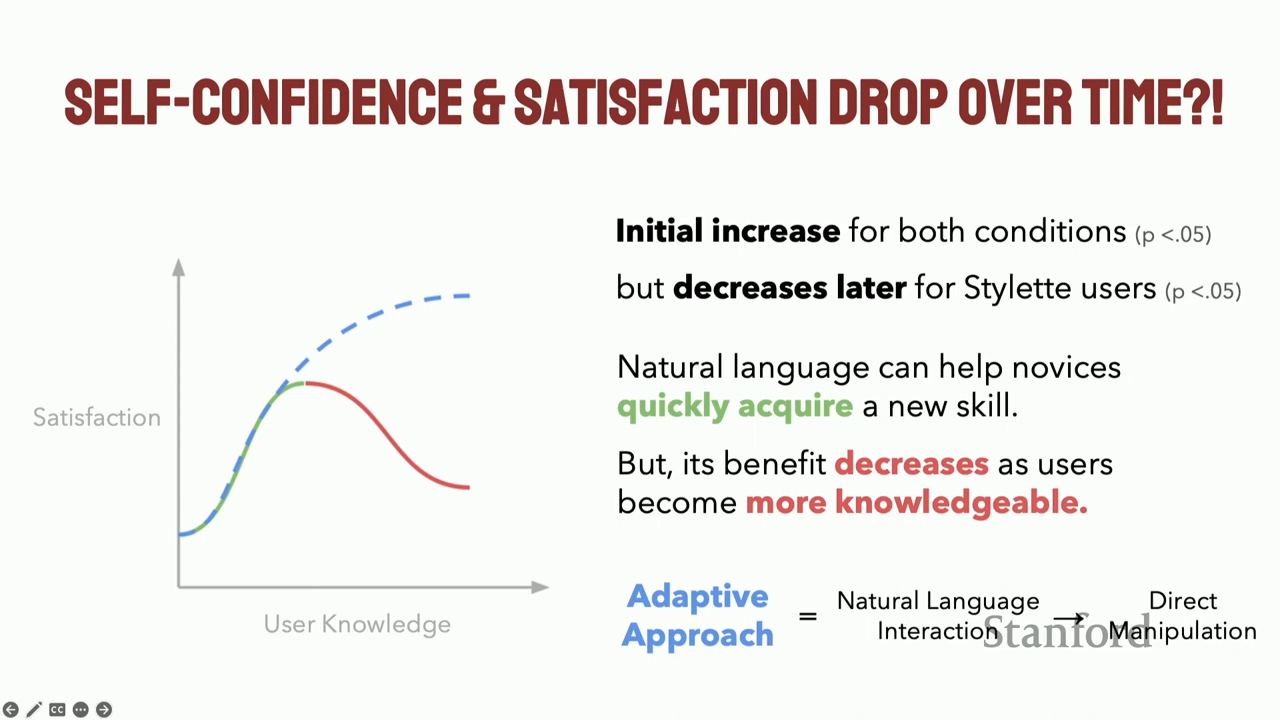 SELF-CONFIDENCE & SATISFACTION DROP OVER TIME?!
Initial increase for both conditions (p <.05)
but decreases later for Stylette users (p <.05)
Natural language can help novices
quickly acquire a new skill.
But, its benefit decreases as users
become more knowledgeable.
Satisfaction
User Knowledge
Adaptive
Approach
=
Natural Language
Interaction
→
Direct
Manipulation
Stanford
CC